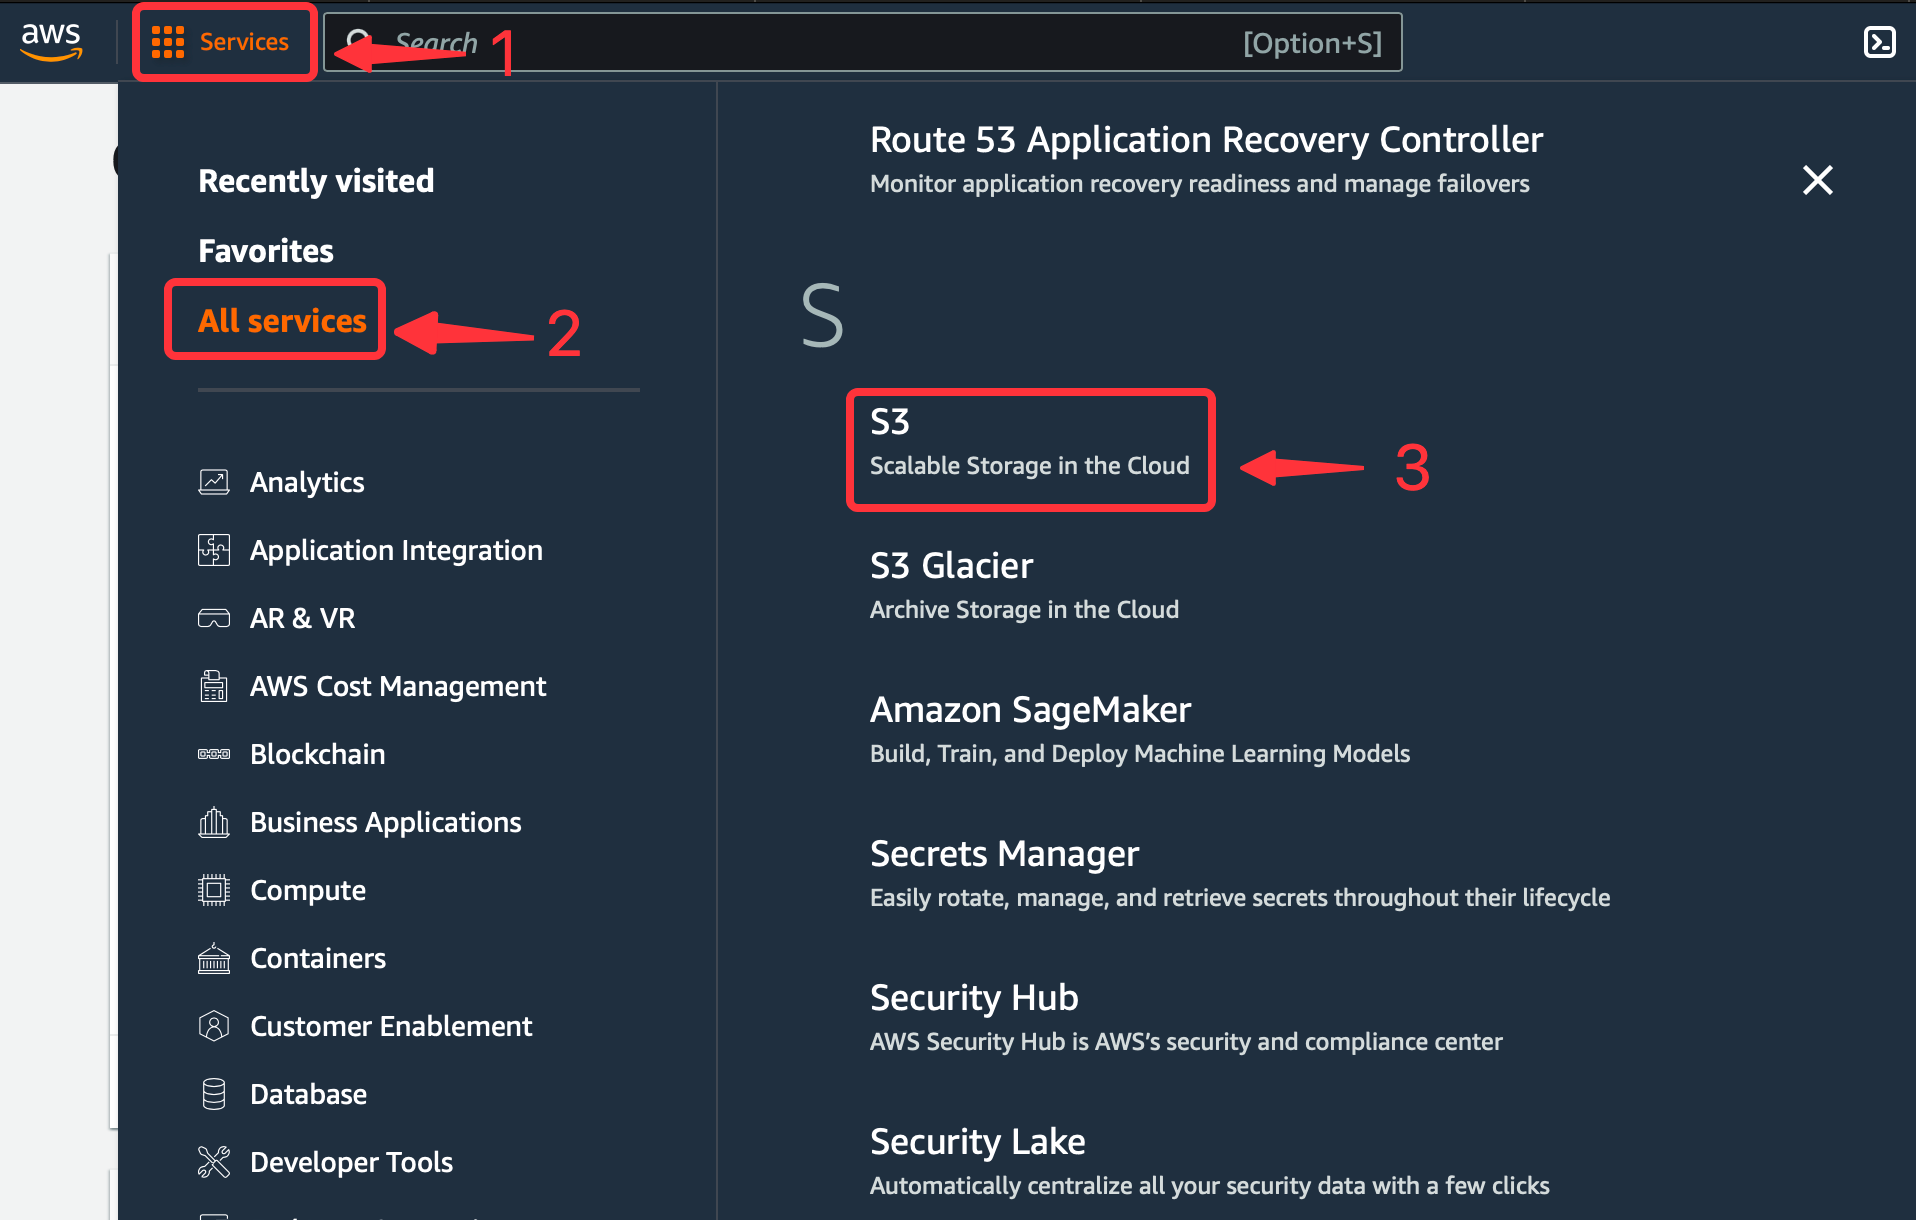 aws
Services
Search
[Option+S]
1
Recently visited
Favorites
All services
2
Analytics
Application Integration
AR & VR
AWS Cost Management
Blockchain
Business Applications
Compute
Containers
Customer Enablement
Database
Developer Tools
Route 53 Application Recovery Controller
Monitor application recovery readiness and manage failovers
S
S3
Scalable Storage in the Cloud
3
S3 Glacier
Archive Storage in the Cloud
Amazon SageMaker
Build, Train, and Deploy Machine Learning Models
Secrets Manager
Easily rotate, manage, and retrieve secrets throughout their lifecycle
Security Hub
AWS Security Hub is AWS’s security and compliance center
Security Lake
Automatically centralize all your security data with a few clicks